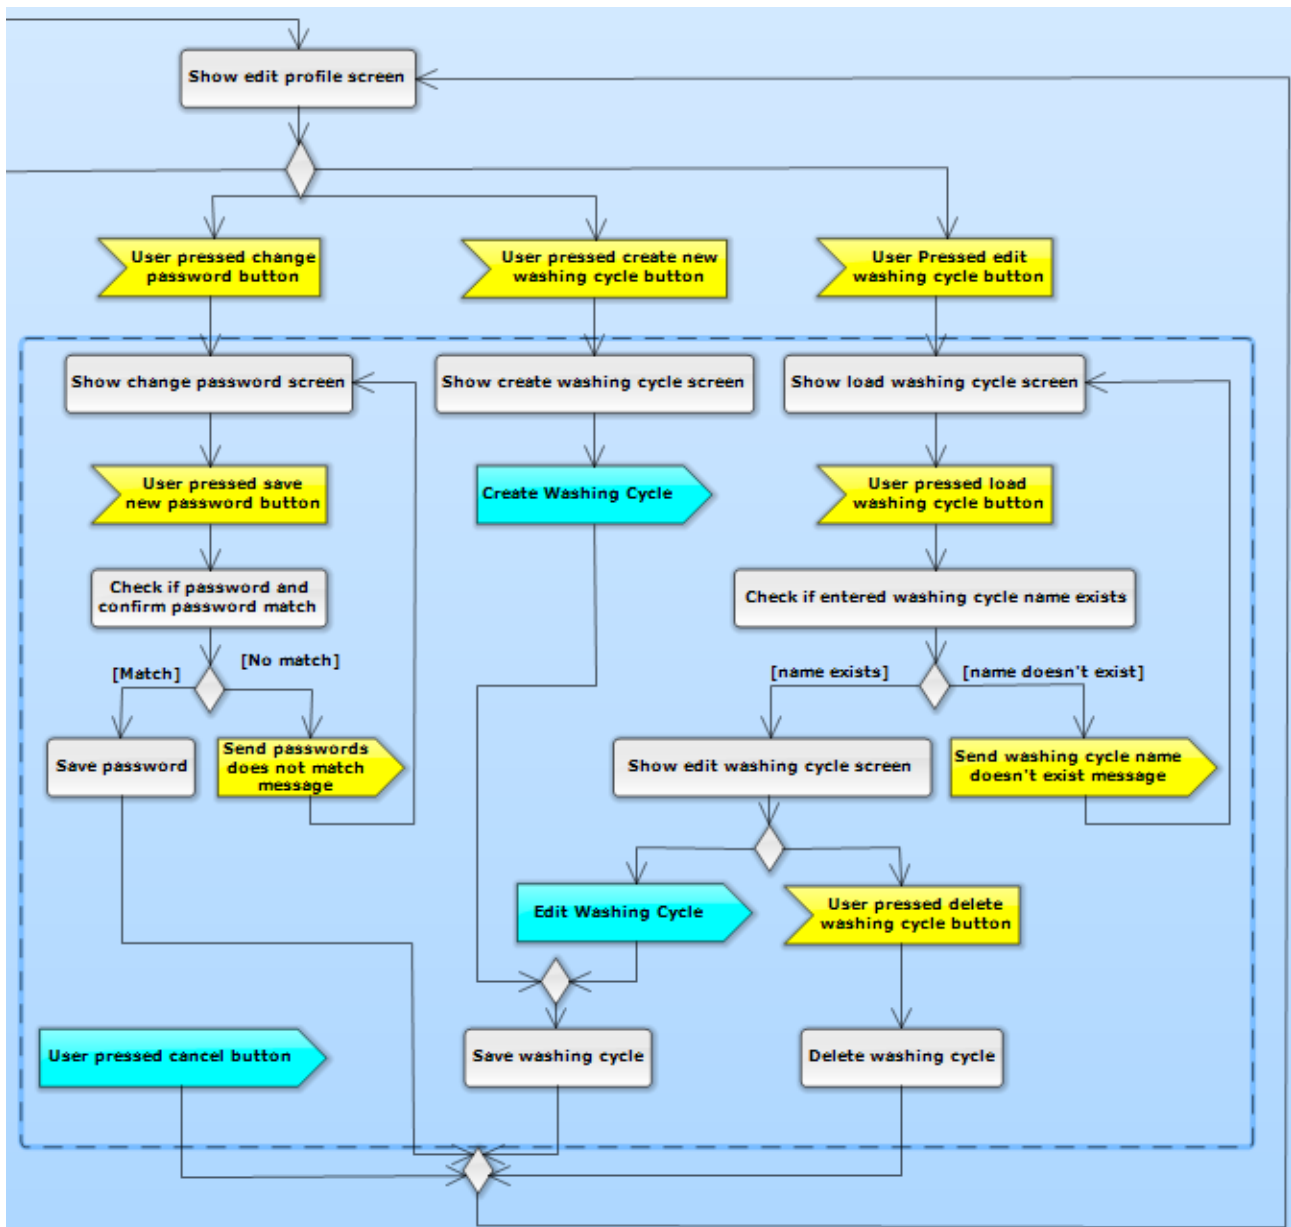 Show edit profile screen
User pressed change
password button
User pressed create new
washing cycle button
User Pressed edit
washing cycle button
Show change password screen
Show create washing cycle screen
Show load washing cycle screen
User pressed save
new password button
Create Washing Cycle
User pressed load
washing cycle button
Check if password and
confirm password match
Check if entered washing cycle name exists
[Match]
[No match]
[name exists]
[name doesn't exist]
Save password
Send passwords
does not match
message
Show edit washing cycle screen
Send washing cycle name
doesn't exist message
Edit Washing Cycle
User pressed delete
washing cycle button
User pressed cancel button
Save washing cycle
Delete washing cycle